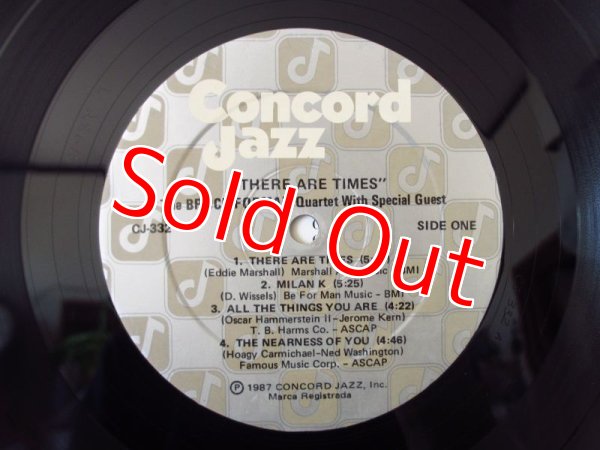 Concord
Jazz
THERE ARE TIMES"
Quartet With Special Guest
CJ-332
SIDE ONE
Sold Out
1. THERE ARE TIMES
(Eddie Marshall) Marshall BMI
2. MILAN K (5:25)
(D. Wissels) Be For Man Music - BMI
3. ALL THE THINGS YOU ARE (4:22)
(Oscar Hammerstein II - Jerome Kern)
T. B. Harms Co. - ASCAP
4. THE NEARNESS OF YOU (4:46)
(Hoagy Carmichael-Ned Washington)
Famous Music Corp. - ASCAP
Ⓟ 1987 CONCORD JAZZ, Inc.
Marca Registrada